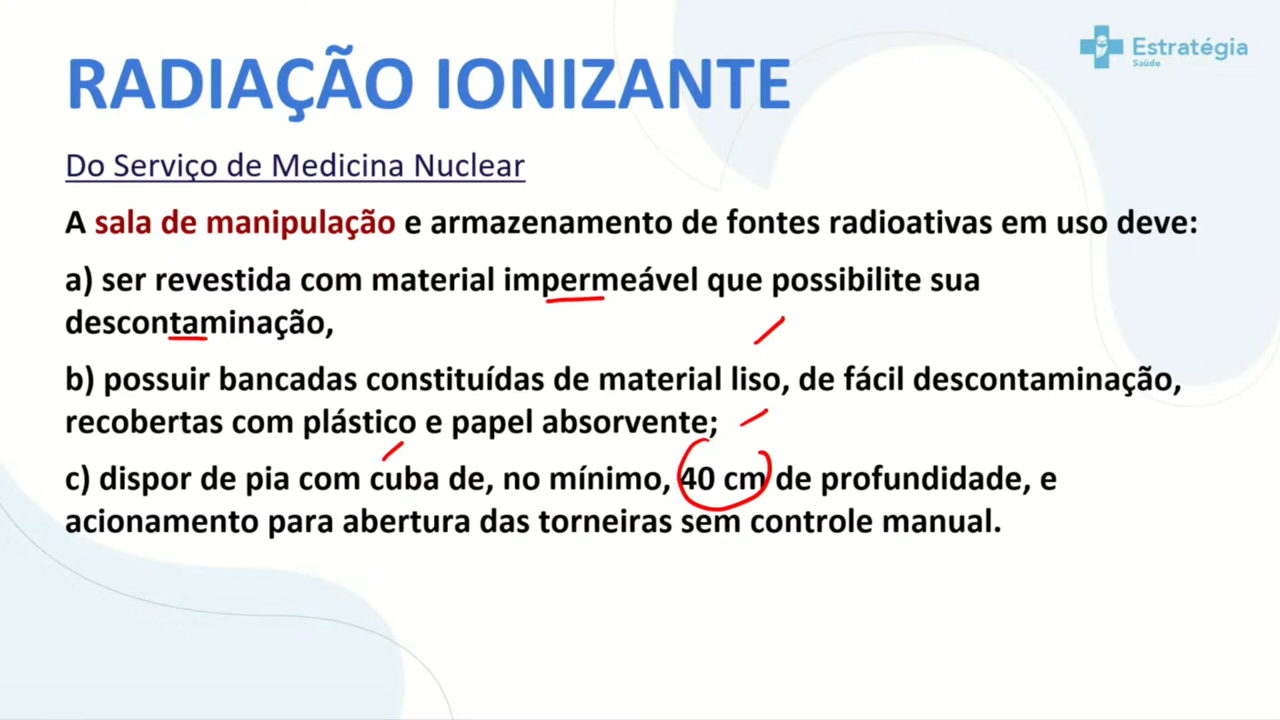 Estratégia
Saúde
RADIAÇÃO IONIZANTE
Do Serviço de Medicina Nuclear
A sala de manipulação e armazenamento de fontes radioativas em uso deve:
a) ser revestida com material impermeável que possibilite sua
descontaminação,
b) possuir bancadas constituídas de material liso, de fácil descontaminação,
recobertas com plástico e papel absorvente;
c) dispor de pia com cuba de, no mínimo, 40 cm de profundidade, e
acionamento para abertura das torneiras sem controle manual.